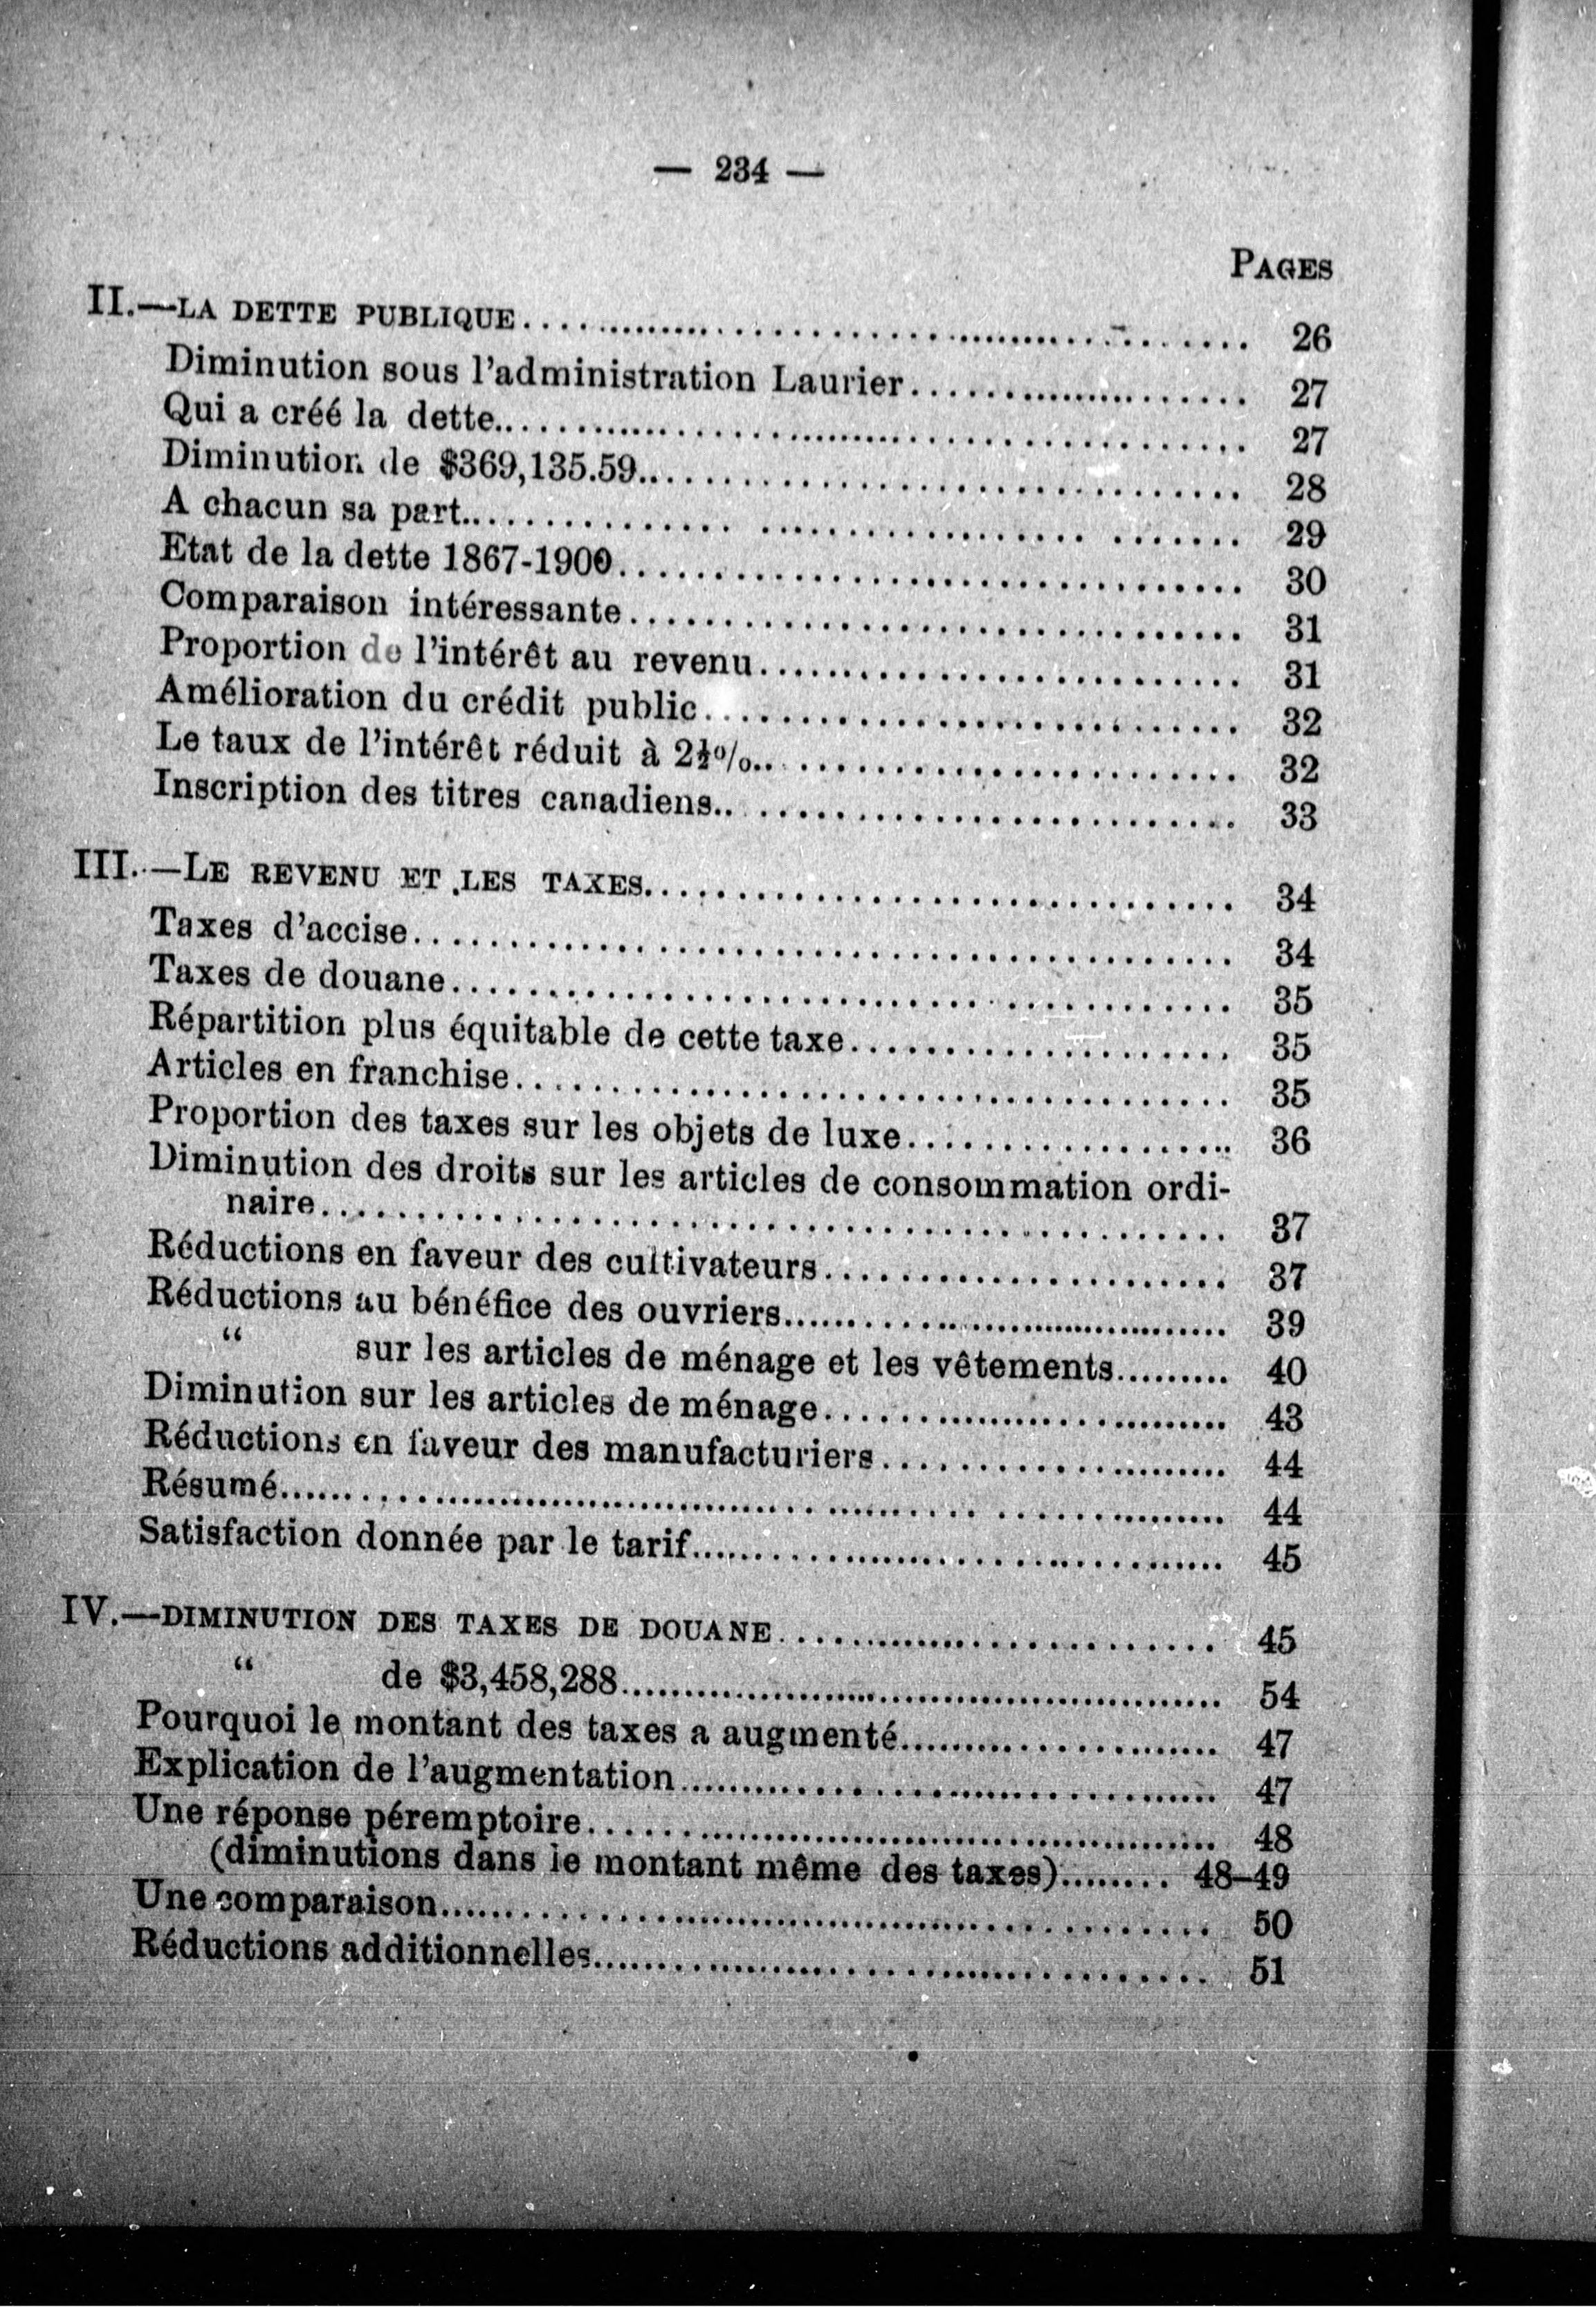 — 234 —
PAGES
II.—LA DETTE PUBLIQUE........ 26
Diminution sous l'administration Laurier........ 27
Qui a créé la dette........ 27
Diminution de $369,135.59........ 28
A chacun sa part........ 29
Etat de la dette 1867-1900........ 30
Comparaison intéressante........ 31
Proportion de l'intérêt au revenu........ 31
Amélioration du crédit public........ 32
Le taux de l'intérêt réduit à 2½%........ 32
Inscription des titres canadiens........ 33
III.—LE REVENU ET LES TAXES........ 34
Taxes d'accise........ 34
Taxes de douane........ 35
Répartition plus équitable de cette taxe........ 35
Articles en franchise........ 35
Proportion des taxes sur les objets de luxe........ 36
Diminution des droits sur les articles de consommation ordi-
naire........ 37
Réductions en faveur des cultivateurs........ 37
Réductions au bénéfice des ouvriers........ 39
“ sur les articles de ménage et les vêtements........ 40
Diminution sur les articles de ménage........ 43
Réductions en faveur des manufacturiers........ 44
Résumé........ 44
Satisfaction donnée par le tarif........ 45
IV.—DIMINUTION DES TAXES DE DOUANE........ 45
“ de $3,458,288........ 54
Pourquoi le montant des taxes a augmenté........ 47
Explication de l'augmentation........ 47
Une réponse péremptoire........ 48
(diminutions dans le montant même des taxes)........ 48–49
Une comparaison........ 50
Réductions additionnelles........ 51